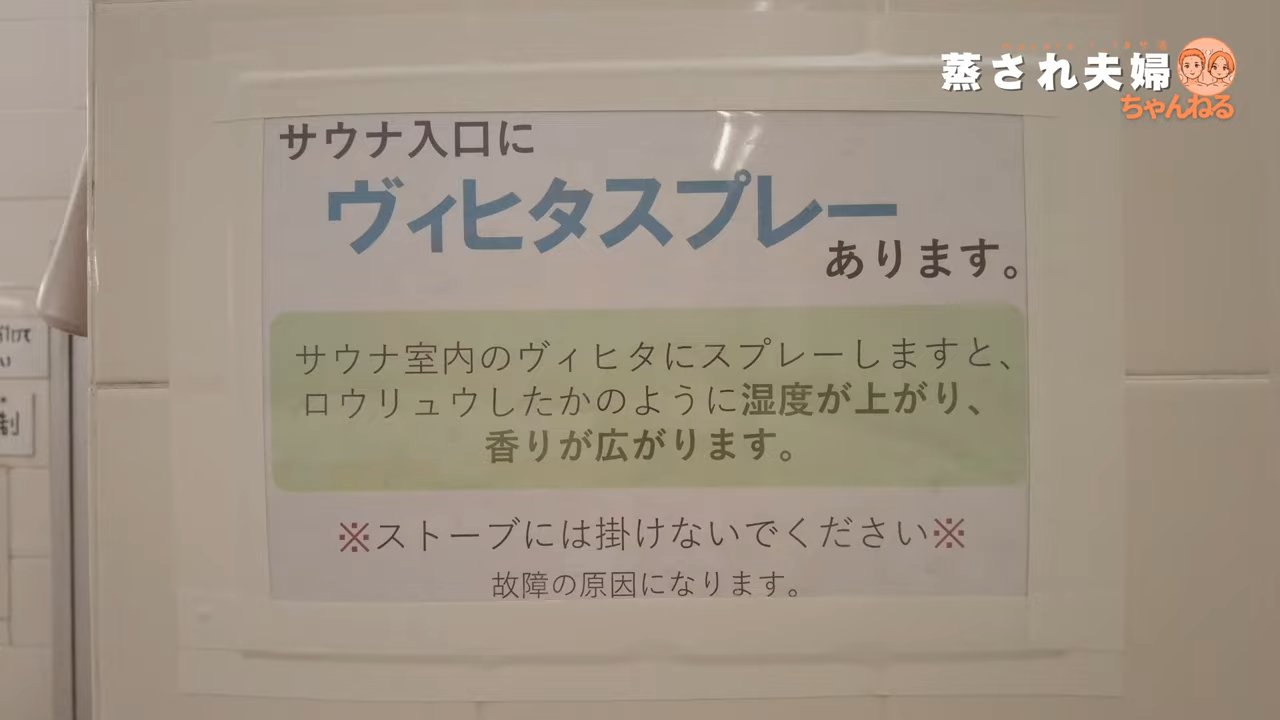 蒸され夫婦
ちゃんねる
サウナ入口に
ヴィヒタスプレー
あります。
サウナ室内のヴィヒタにスプレーしますと、
ロウリュウしたかのように湿度が上がり、
香りが広がります。
※ストーブには掛けないでください※
故障の原因になります。
制